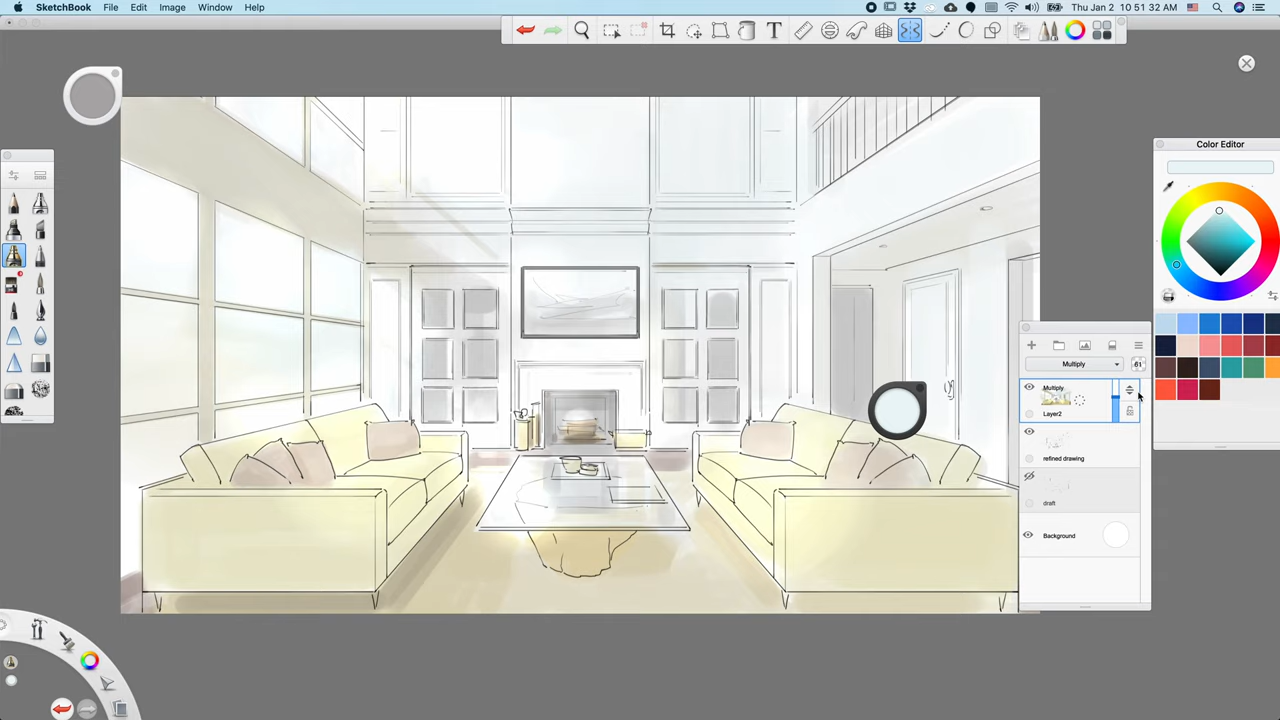 SketchBook File Edit Image Window Help Thu Jan 2 10 51 32 AM
T
Color Editor
Multiply 61
Multiply
Layer2
refined drawing
draft
Background